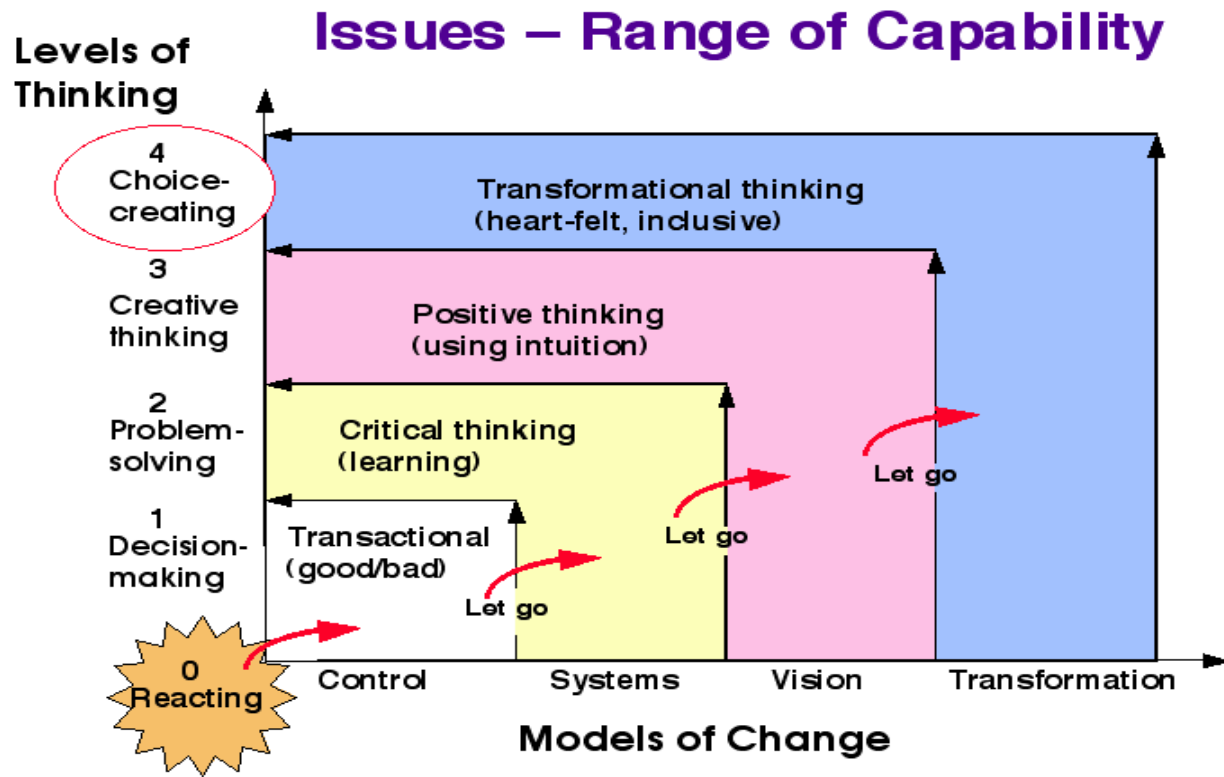 Issues – Range of Capability
Levels of
Thinking
4
Choice-
creating
Transformational thinking
(heart-felt, inclusive)
3
Creative
thinking
Positive thinking
(using intuition)
2
Problem-
solving
Critical thinking
(learning)
Let go
Let go
1
Decision-
making
Transactional
(good/bad)
Let go
0
Reacting
Control
Systems
Vision
Transformation
Models of Change